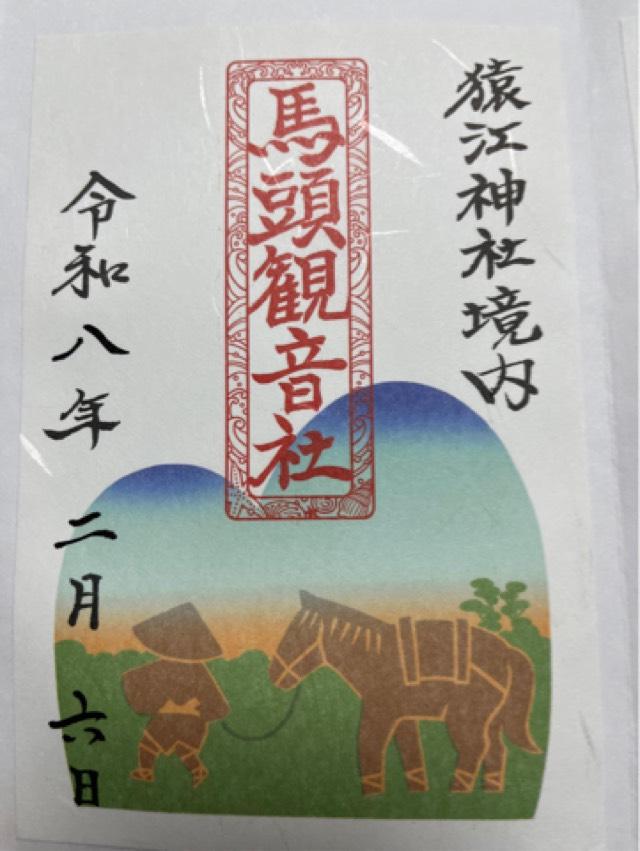 猿江神社境内
馬頭観音社
令和八年二月六日